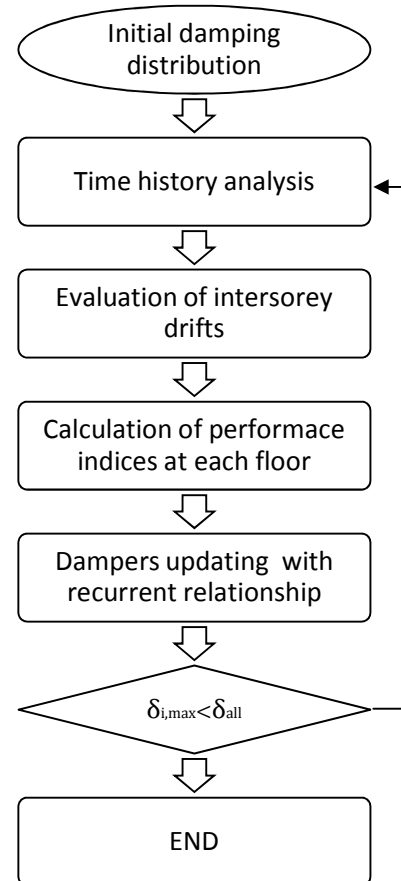 Initial damping
distribution
Time history analysis
Evaluation of intersorey
drifts
Calculation of performace
indices at each floor
Dampers updating with
recurrent relationship
δi,max<δall
END